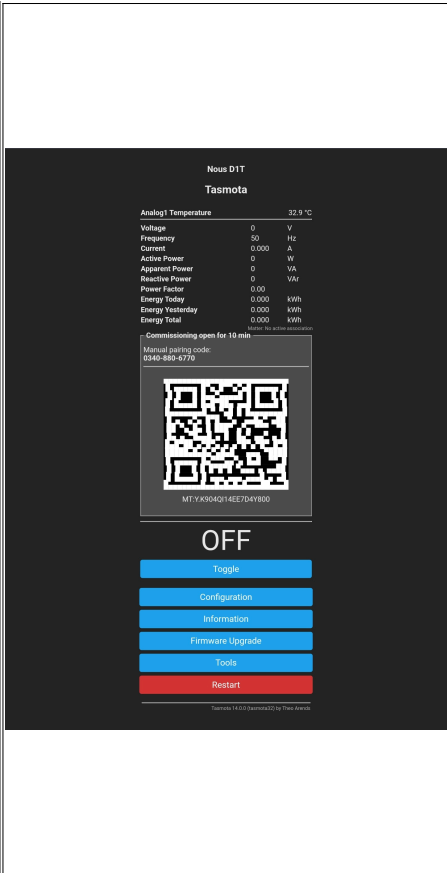 Nous D1T
Tasmota
Analog1 Temperature 32.9 °C
Voltage 0 V
Frequency 50 Hz
Current 0.000 A
Active Power 0 W
Apparent Power 0 VA
Reactive Power 0 VAr
Power Factor 0.00
Energy Today 0.000 kWh
Energy Yesterday 0.000 kWh
Energy Total 0.000 kWh
Matter: No active association
Commissioning open for 10 min
Manual pairing code:
0340-880-6770
MT:Y.K904QI14EE7D4Y800
OFF
Toggle
Configuration
Information
Firmware Upgrade
Tools
Restart
Tasmota 14.0.0 (tasmota32) by Theo Arends